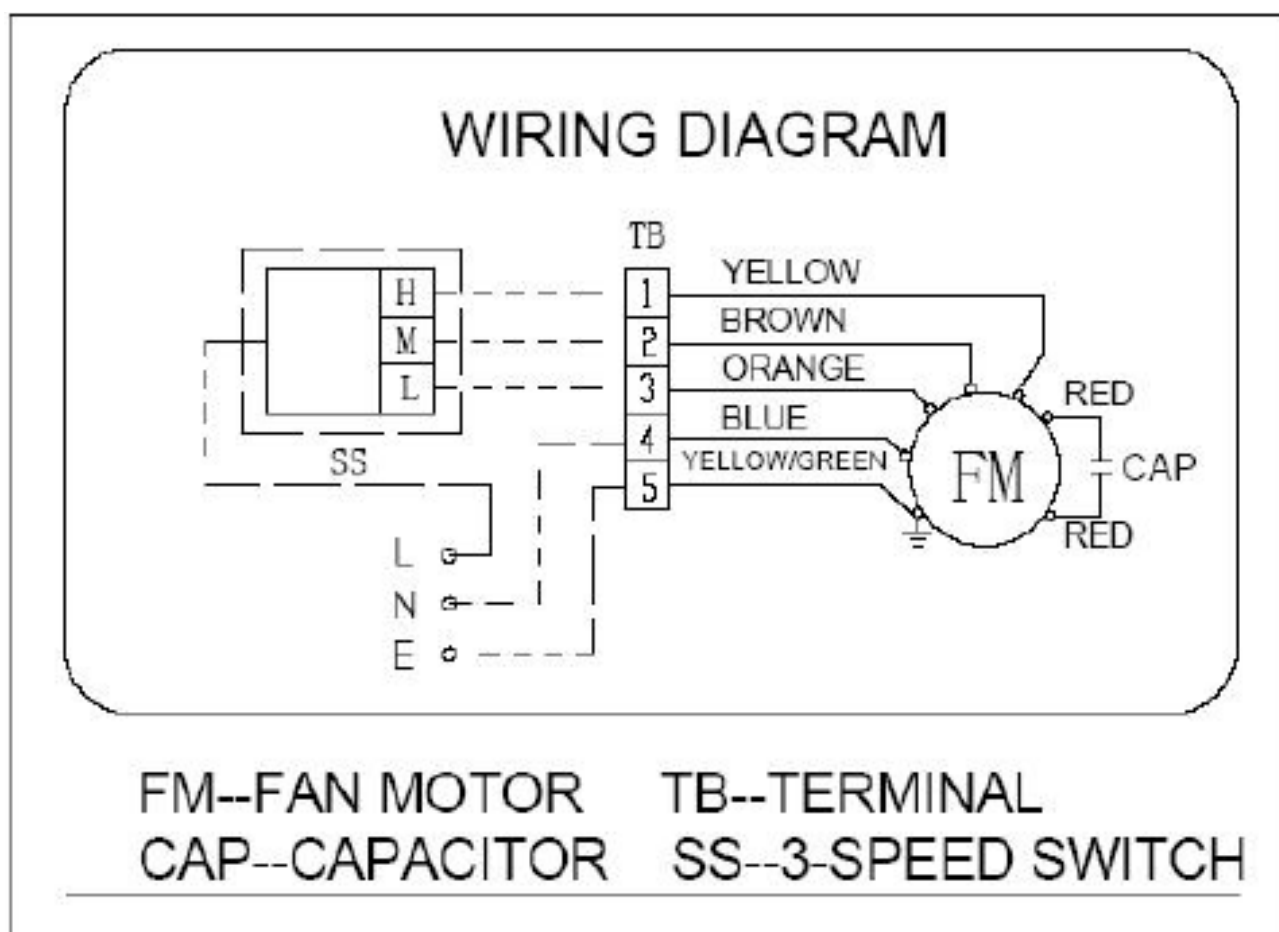 WIRING DIAGRAM
TB
H
M
L
SS
1
2
3
4
5
YELLOW
BROWN
ORANGE
BLUE
YELLOW/GREEN
RED
FM
CAP
RED
L
N
E
FM--FAN MOTOR TB--TERMINAL
CAP--CAPACITOR SS--3-SPEED SWITCH